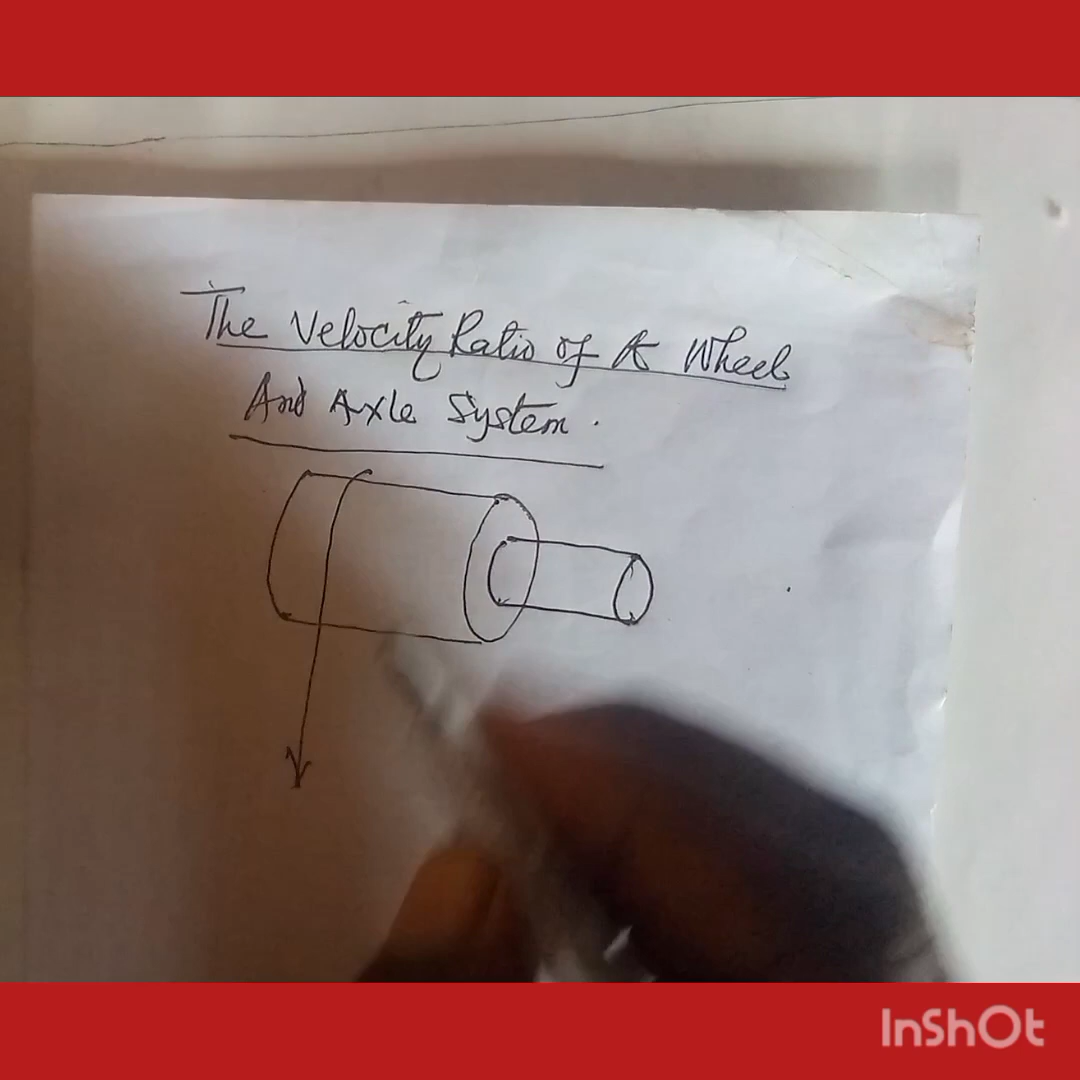 The Velocity Ratio of A Wheel
And Axle System.
InShOt